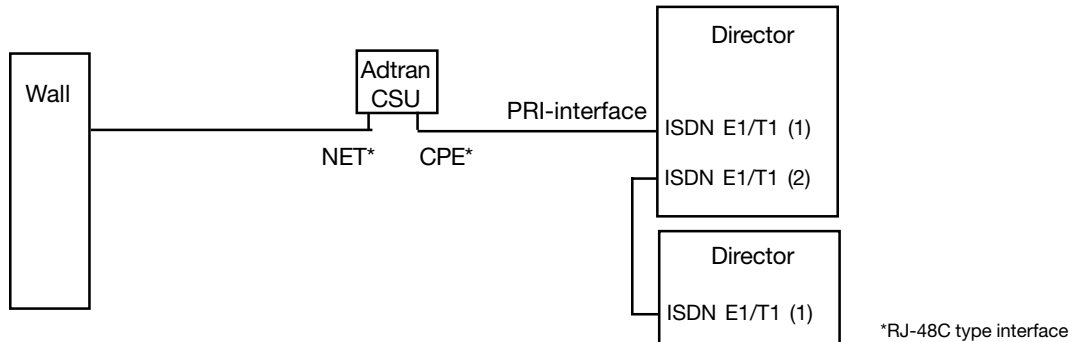 Wall
Adtran
CSU
NET*
CPE*
PRI-interface
Director
ISDN E1/T1 (1)
ISDN E1/T1 (2)
Director
ISDN E1/T1 (1)
*RJ-48C type interface